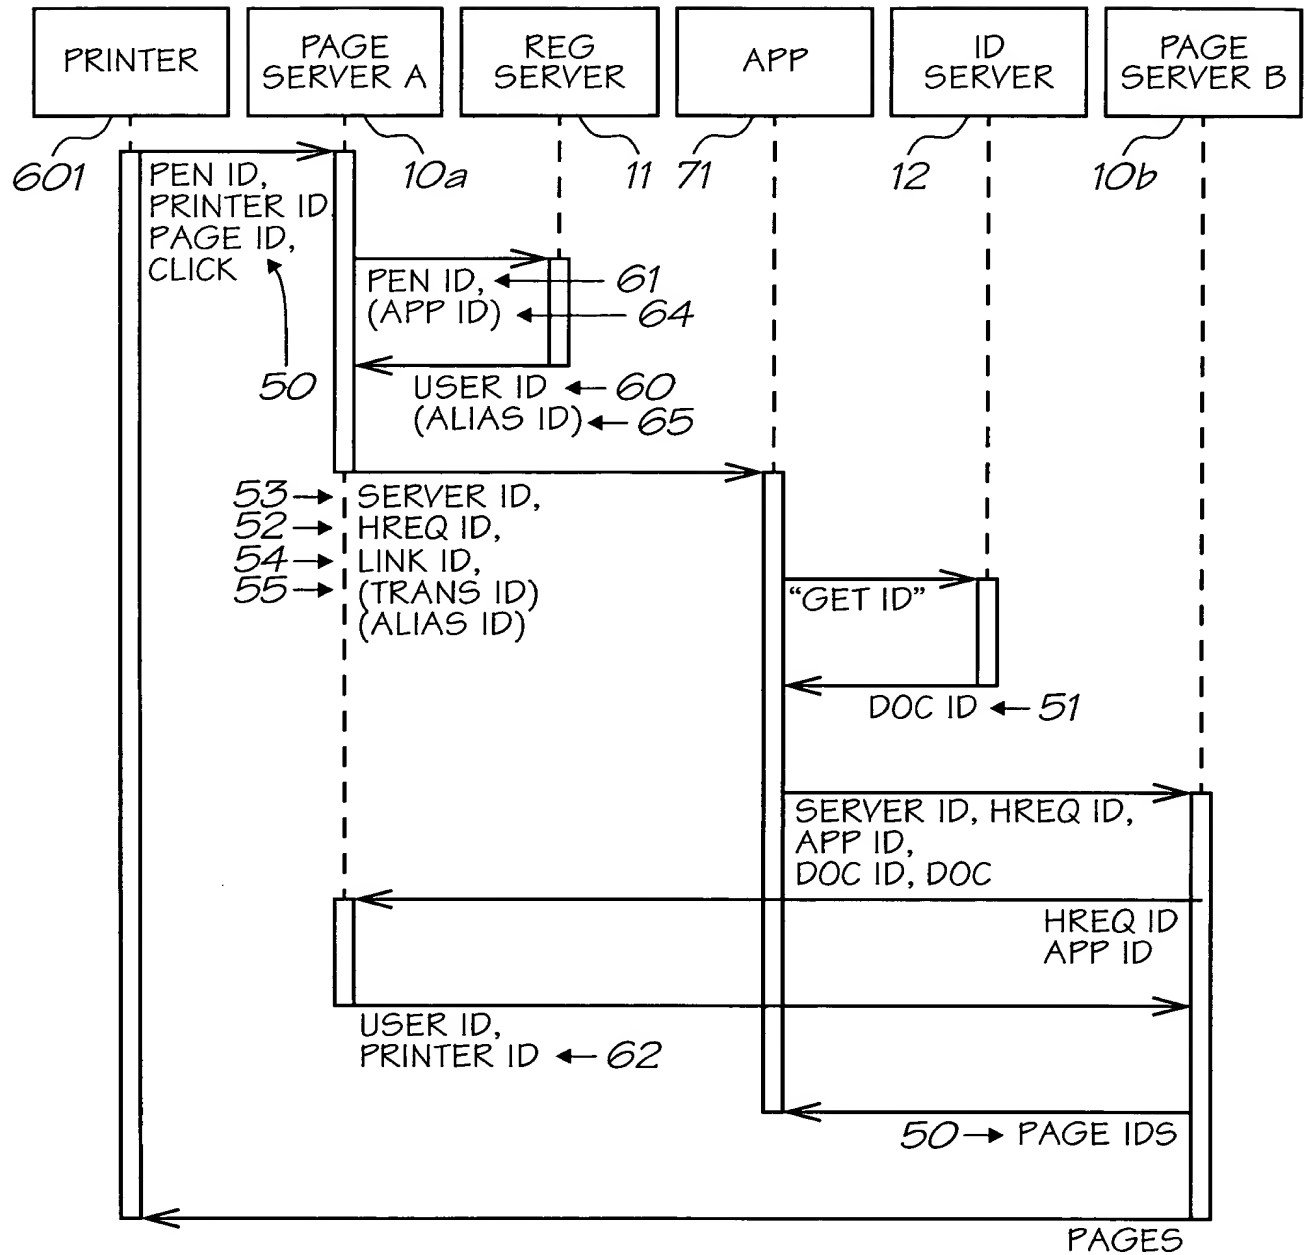 PRINTER
PAGE
SERVER A
REG
SERVER
APP
ID
SERVER
PAGE
SERVER B
601
10a
11
71
12
10b
PEN ID,
PRINTER ID
PAGE ID,
CLICK
50
PEN ID,
61
(APP ID)
64
USER ID
60
(ALIAS ID)
65
53
SERVER ID,
52
HREQ ID,
54
LINK ID,
55
(TRANS ID)
(ALIAS ID)
"GET ID"
DOC ID
51
SERVER ID, HREQ ID,
APP ID,
DOC ID, DOC
HREQ ID
APP ID
USER ID,
PRINTER ID
62
50
PAGE IDS
PAGES